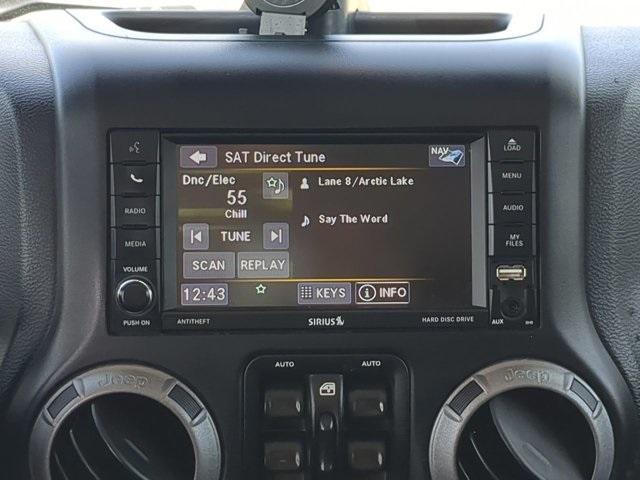 SAT Direct Tune
NAV
Dnc/Elec
55
Chill
Lane 8/Arctic Lake
Say The Word
TUNE
SCAN
REPLAY
12:43
KEYS
INFO
RADIO
MEDIA
VOLUME
PUSH ON
LOAD
MENU
AUDIO
MY
FILES
AUX
ANTITHEFT
SIRIUS
HARD DISC DRIVE
AUTO
AUTO
Jeep
Jeep